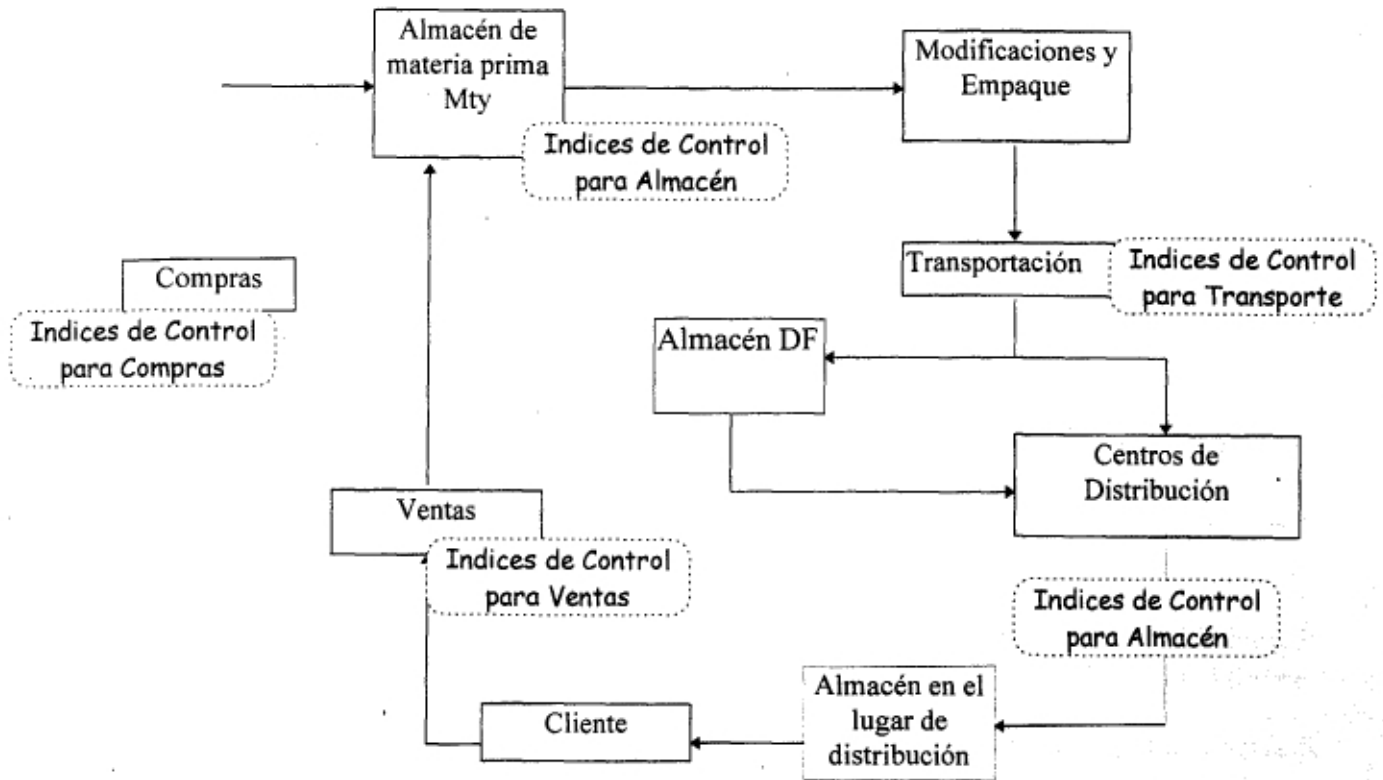 Almacén de
materia prima
Mty
Modificaciones y
Empaque
Indices de Control
para Almacén
Compras
Indices de Control
para Compras
Transportación
Indices de Control
para Transporte
Almacén DF
Centros de
Distribución
Ventas
Indices de Control
para Ventas
Indices de Control
para Almacén
Almacén en el
lugar de
distribución
Cliente